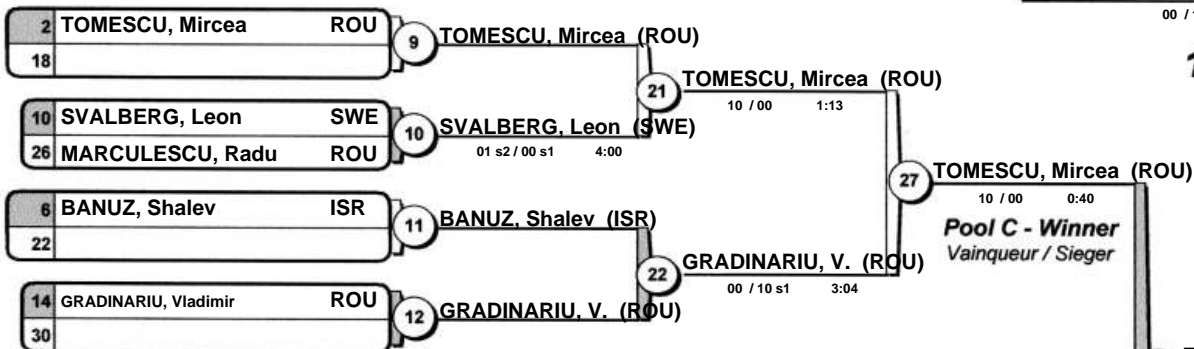 00 / 1
2 TOMESCU, Mircea ROU
18
9
TOMESCU, Mircea (ROU)
21
TOMESCU, Mircea (ROU)
10 / 00 1:13
10 SVALBERG, Leon SWE
26 MARCULESCU, Radu ROU
10
SVALBERG, Leon (SWE)
01 s2 / 00 s1 4:00
27
TOMESCU, Mircea (ROU)
10 / 00 0:40
Pool C - Winner
Vainqueur / Sieger
6 BANUZ, Shalev ISR
22
11
BANUZ, Shalev (ISR)
22
GRADINARIU, V. (ROU)
00 / 10 s1 3:04
14 GRADINARIU, Vladimir ROU
30
12
GRADINARIU, V. (ROU)